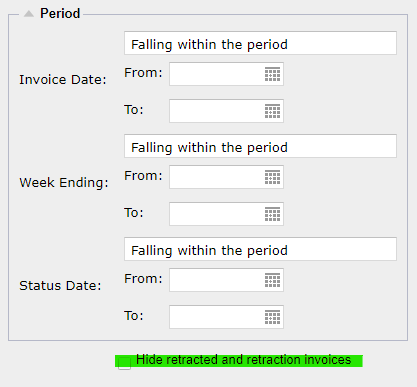 Period
Falling within the period
Invoice Date:
From:
To:
Falling within the period
Week Ending:
From:
To:
Falling within the period
Status Date:
From:
To:
Hide retracted and retraction invoices